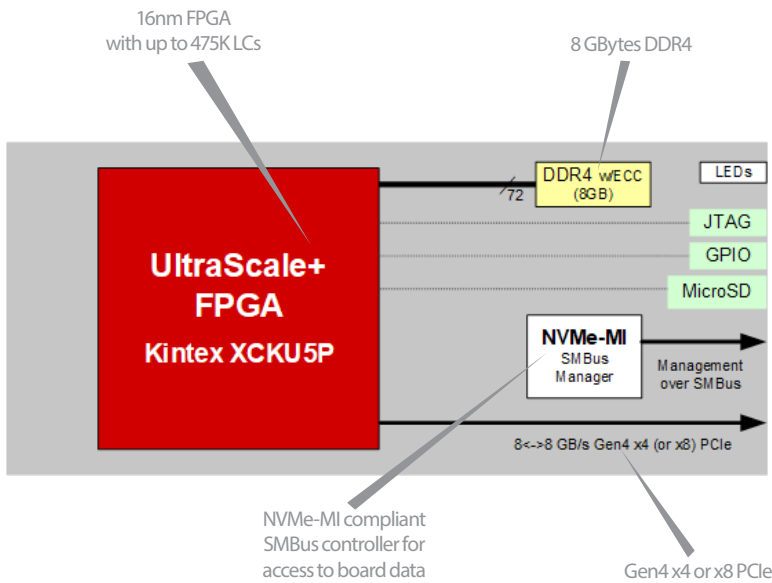 16nm FPGA
with up to 475K LCs
8 GBytes DDR4
DDR4 w/ECC
(8GB)
72
LEDs
JTAG
GPIO
MicroSD
UltraScale+
FPGA
Kintex XCKU5P
NVMe-MI
SMBus
Manager
Management
over SMBus
8<->8 GB/s Gen4 x4 (or x8) PCIe
NVMe-MI compliant
SMBus controller for
access to board data
Gen4 x4 or x8 PCIe